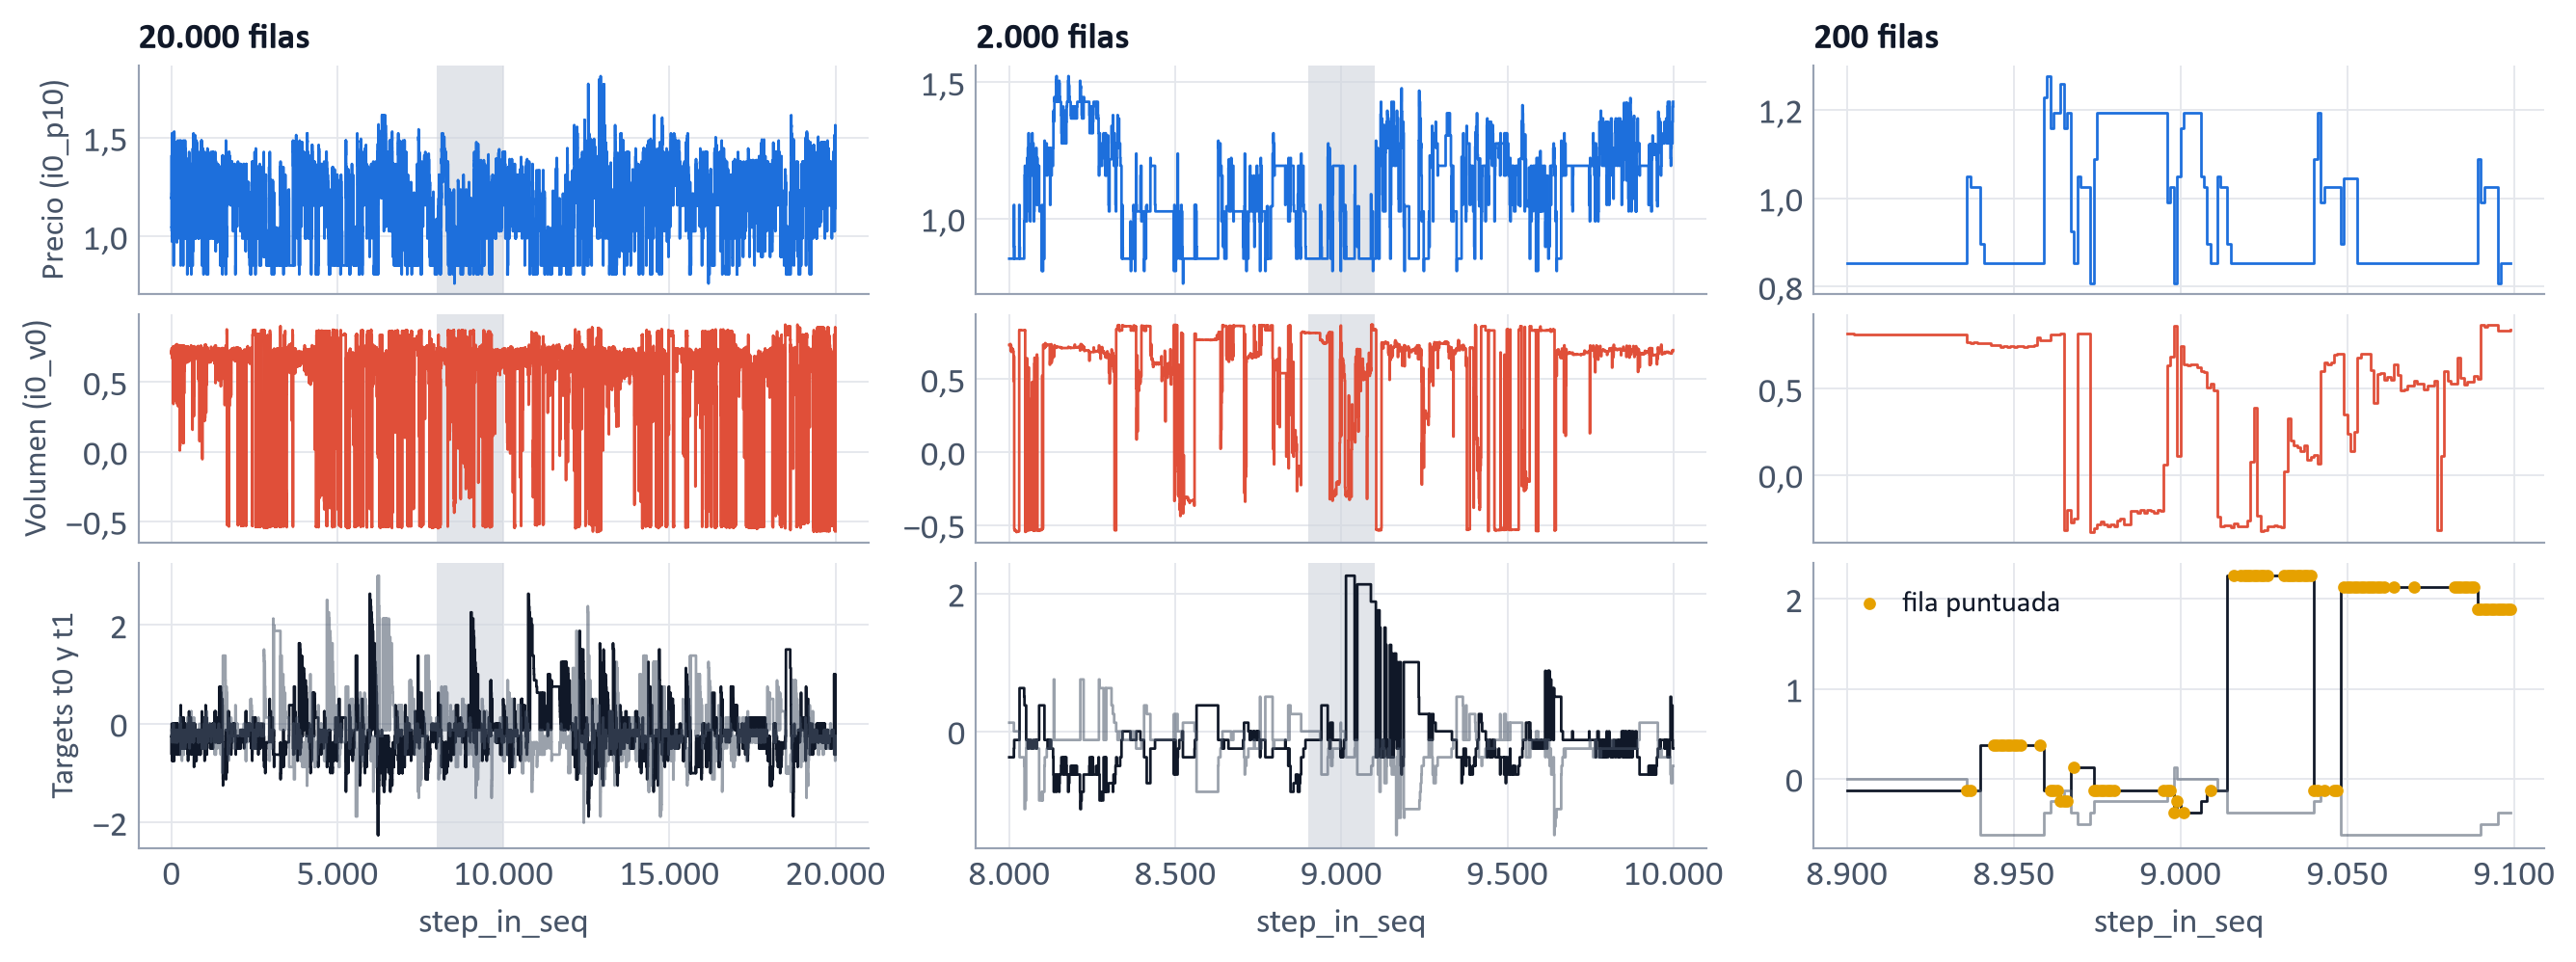 20.000 filas
2.000 filas
200 filas
Precio (i0_p10)
1,5
1,0
1,5
1,0
1,2
1,0
0,8
Volumen (i0_v0)
0,5
0,0
−0,5
0,5
0,0
−0,5
0,5
0,0
Targets t0 y t1
2
0
−2
2
0
2
1
0
fila puntuada
0 5.000 10.000 15.000 20.000
8.000 8.500 9.000 9.500 10.000
8.900 8.950 9.000 9.050 9.100
step_in_seq
step_in_seq
step_in_seq